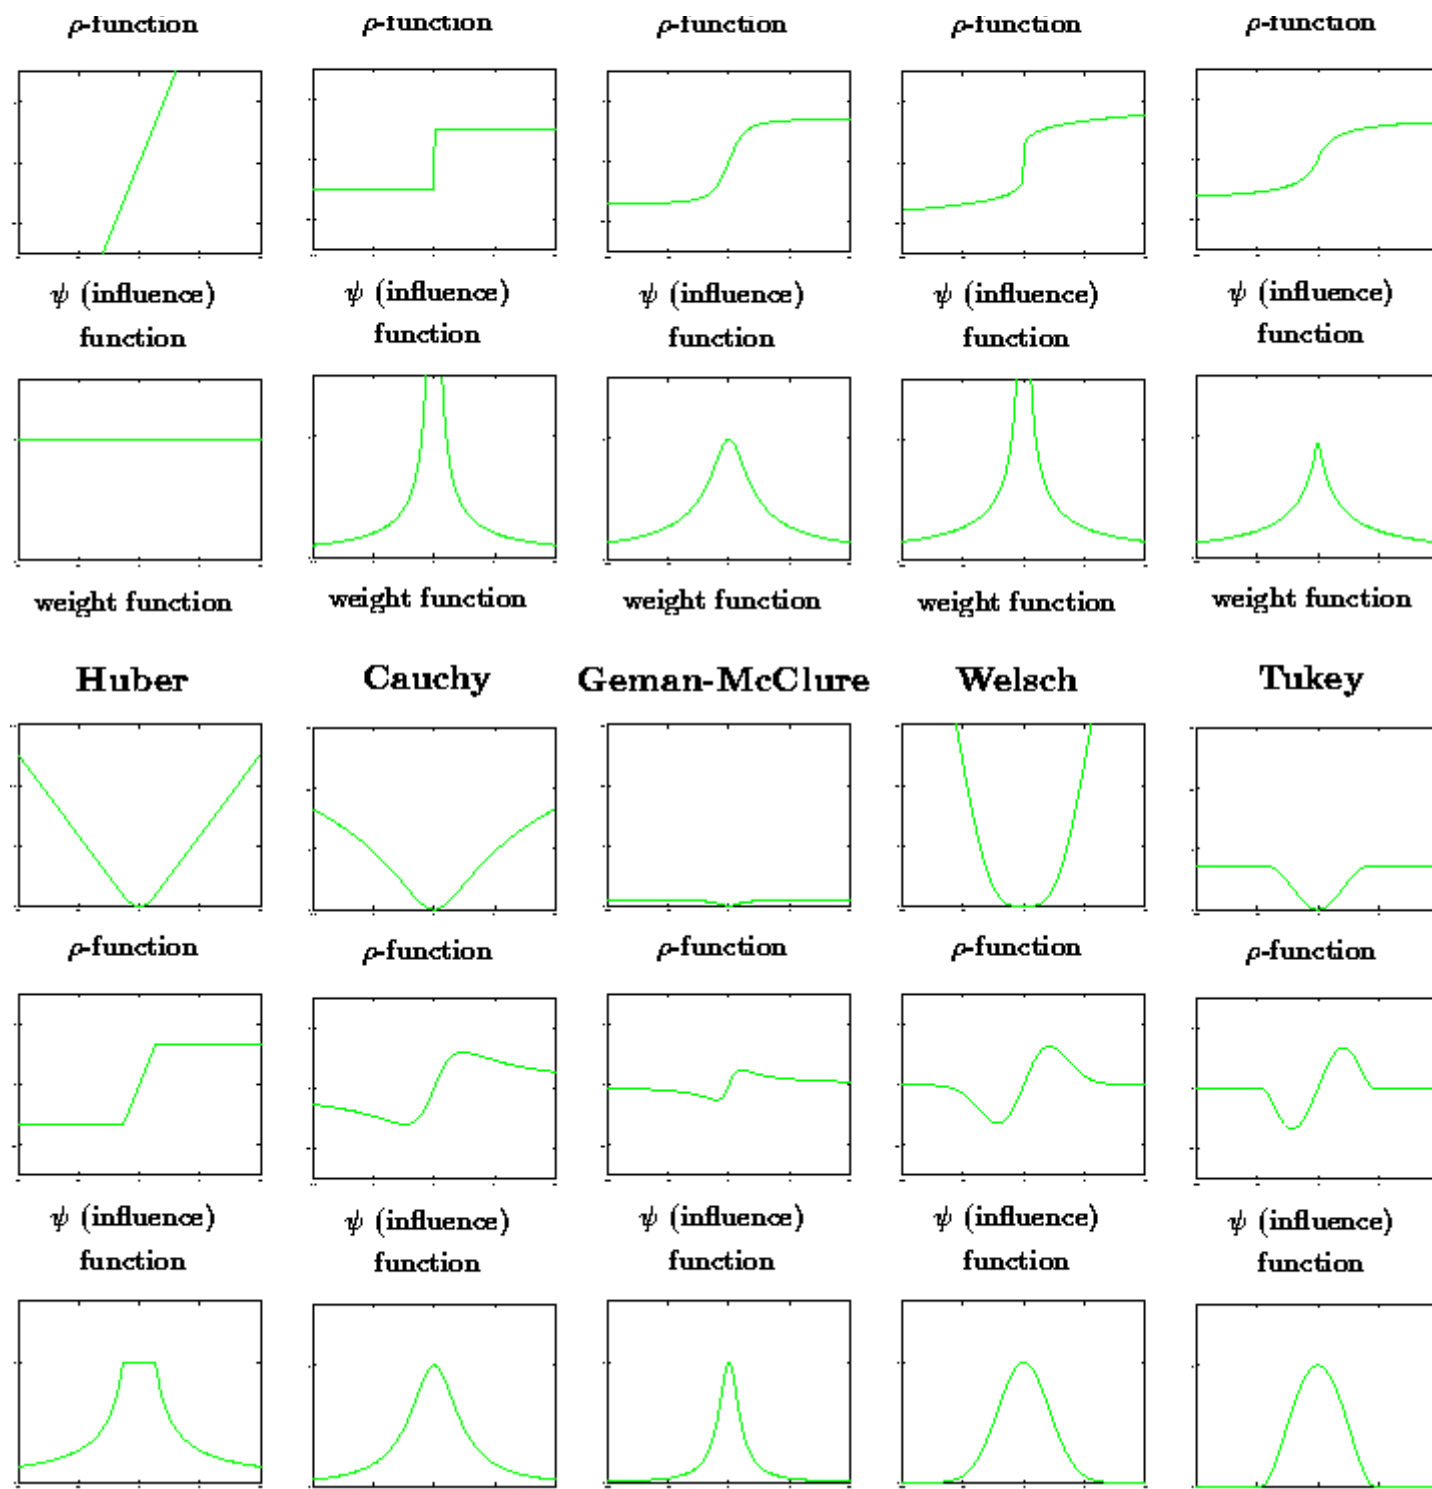 ρ-function ρ-function ρ-function ρ-function ρ-function
ψ (influence) ψ (influence) ψ (influence) ψ (influence) ψ (influence)
function function function function function
weight function weight function weight function weight function weight function
Huber Cauchy Geman-McClure Welsch Tukey
ρ-function ρ-function ρ-function ρ-function ρ-function
ψ (influence) ψ (influence) ψ (influence) ψ (influence) ψ (influence)
function function function function function